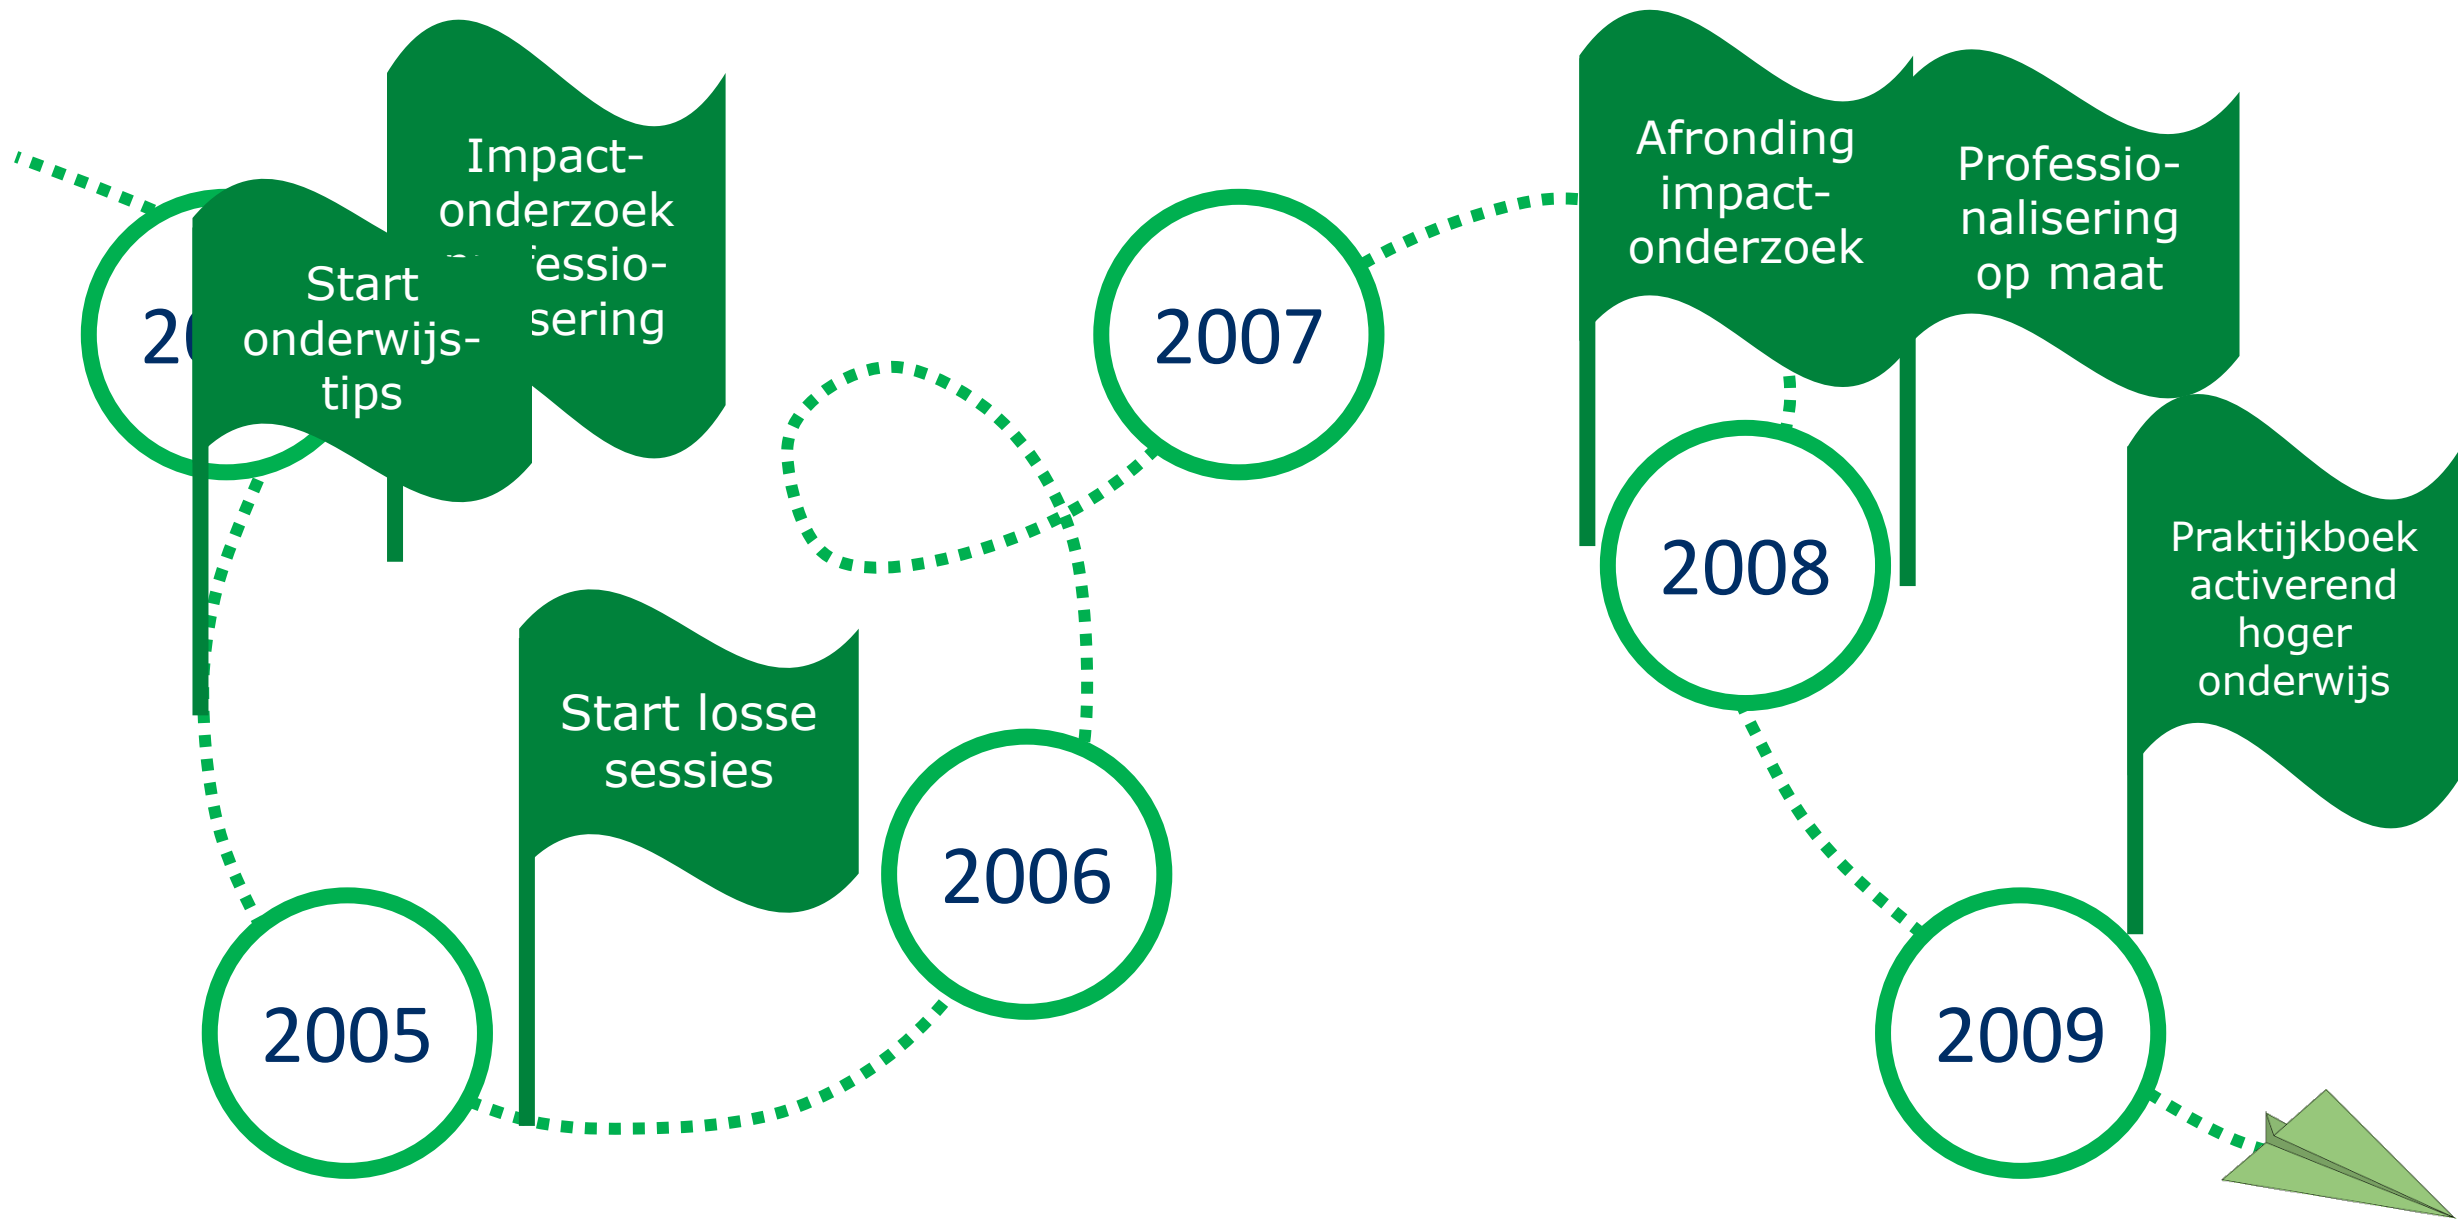 Impact-
onderzoek
essio-
sering
Start
onderwijs-
tips
2007
Afronding
impact-
onderzoek
Professio-
nalisering
op maat
2008
Praktijkboek
activerend
hoger
onderwijs
Start losse
sessies
2006
2005
2009